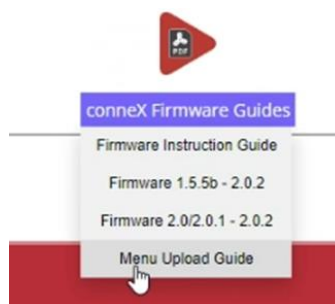 PDF
conneX Firmware Guides
Firmware Instruction Guide
Firmware 1.5.5b - 2.0.2
Firmware 2.0/2.0.1 - 2.0.2
Menu Upload Guide